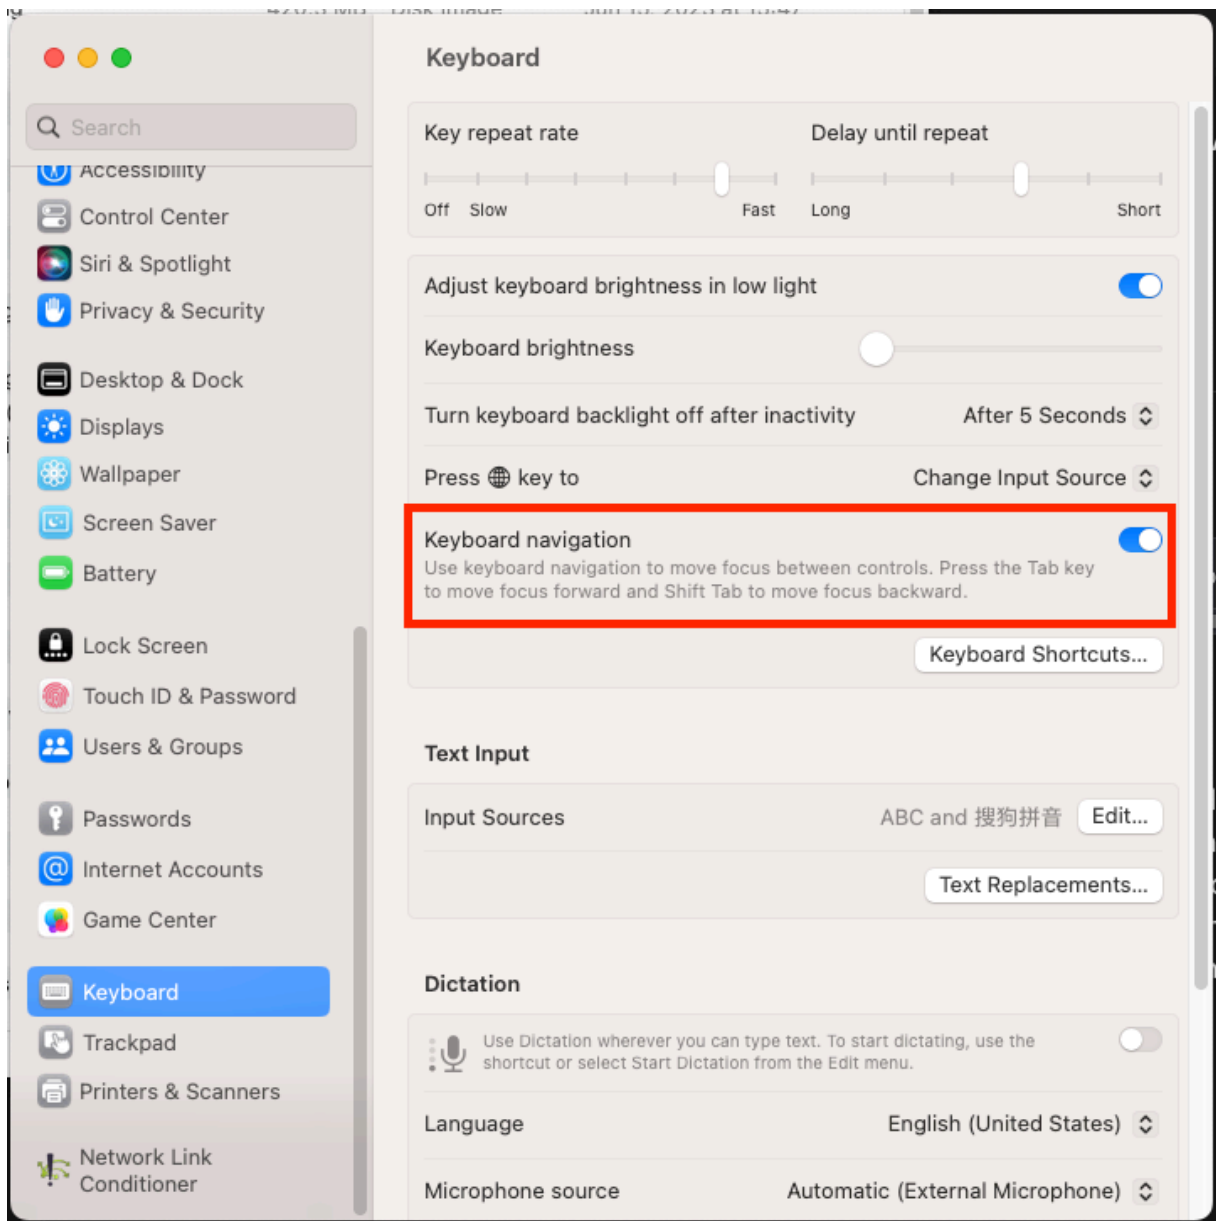 Keyboard
Search
Accessibility
Control Center
Siri & Spotlight
Privacy & Security
Desktop & Dock
Displays
Wallpaper
Screen Saver
Battery
Lock Screen
Touch ID & Password
Users & Groups
Passwords
Internet Accounts
Game Center
Keyboard
Trackpad
Printers & Scanners
Network Link
Conditioner
Key repeat rate
Delay until repeat
Off Slow Fast
Long Short
Adjust keyboard brightness in low light
Keyboard brightness
Turn keyboard backlight off after inactivity After 5 Seconds
Press 🌐 key to Change Input Source
Keyboard navigation
Use keyboard navigation to move focus between controls. Press the Tab key
to move focus forward and Shift Tab to move focus backward.
Keyboard Shortcuts...
Text Input
Input Sources ABC and 搜狗拼音 Edit...
Text Replacements...
Dictation
Use Dictation wherever you can type text. To start dictating, use the
shortcut or select Start Dictation from the Edit menu.
Language English (United States)
Microphone source Automatic (External Microphone)